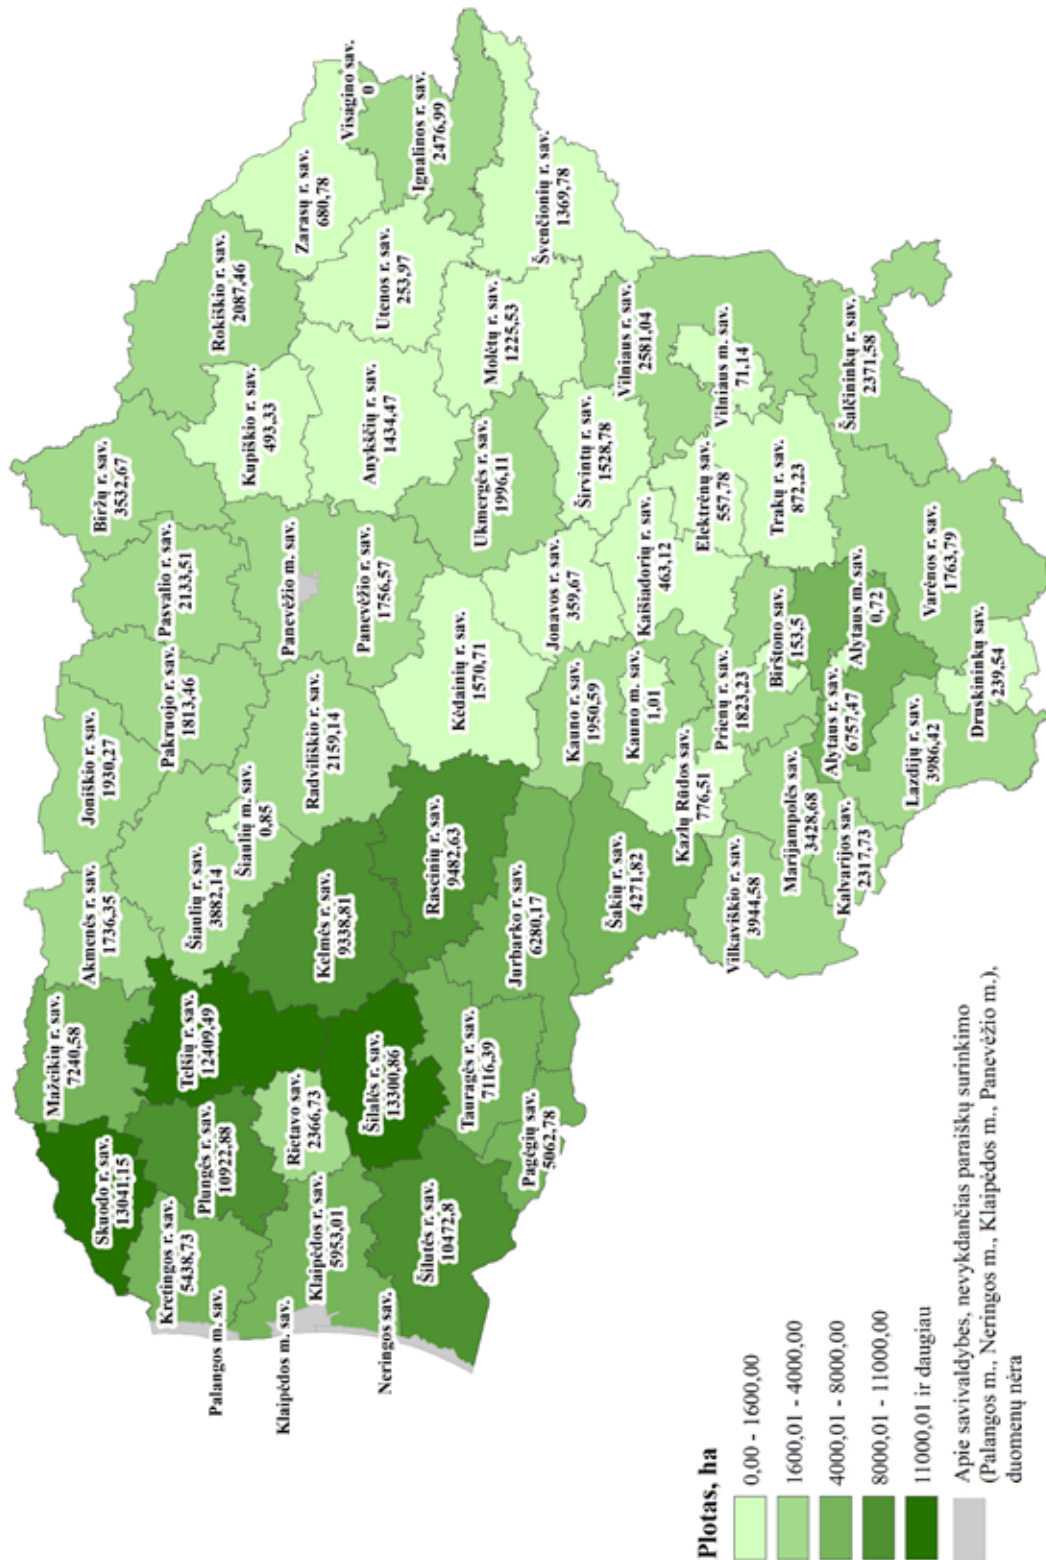 Skuodo r. sav.
13041,15
Mažeikių r. sav.
7240,58
Akmenės r. sav.
1736,35
Joniškio r. sav.
1930,27
Pakruojo r. sav.
1813,46
Pasvalio r. sav.
2133,51
Biržų r. sav.
3532,67
Rokiškio r. sav.
2087,46
Kretingos r. sav.
5438,73
Plungės r. sav.
10922,88
Telšių r. sav.
12409,49
Šiaulių r. sav.
3882,14
Šiaulių m. sav.
0,85
Palangos m. sav.
Klaipėdos m. sav.
Neringos sav.
Klaipėdos r. sav.
5953,01
Rietavo sav.
2366,73
Kelmės r. sav.
9338,81
Radviliškio r. sav.
2159,14
Panevėžio m. sav.
Panevėžio r. sav.
1756,57
Kupiškio r. sav.
493,33
Zarasų r. sav.
680,78
Visagino sav.
0
Ignalinos r. sav.
2476,99
Utenos r. sav.
253,97
Anykščių r. sav.
1434,47
Šilutės r. sav.
10472,8
Šilalės r. sav.
13300,86
Raseinių r. sav.
9482,63
Kėdainių r. sav.
1570,71
Ukmergės r. sav.
1996,11
Molėtų r. sav.
1225,53
Švenčionių r. sav.
1369,78
Tauragės r. sav.
7116,39
Pagėgių sav.
5062,78
Jurbarko r. sav.
6280,17
Jonavos r. sav.
359,67
Širvintų r. sav.
1528,78
Vilniaus r. sav.
2581,04
Vilniaus m. sav.
71,14
Šakių r. sav.
4271,82
Kauno r. sav.
1950,59
Kauno m. sav.
1,01
Kaišiadorių r. sav.
463,12
Elektrėnų sav.
557,78
Trakų r. sav.
872,23
Kazlų Rūdos sav.
776,51
Prienų r. sav.
1823,23
Birštono sav.
153,5
Vilkaviškio r. sav.
3944,58
Marijampolės sav.
3428,68
Kalvarijos sav.
2317,73
Alytaus r. sav.
6757,47
Alytaus m. sav.
0,72
Šalčininkų r. sav.
2371,58
Varėnos r. sav.
1763,79
Lazdijų r. sav.
3986,42
Druskininkų sav.
239,54
Plotas, ha
0,00 - 1600,00
1600,01 - 4000,00
4000,01 - 8000,00
8000,01 - 11000,00
11000,01 ir daugiau
Apie savivaldybes, nevykdančias paraiškų surinkimo
(Palangos m., Neringos m., Klaipėdos m., Panevėžio m.),
duomenų nėra